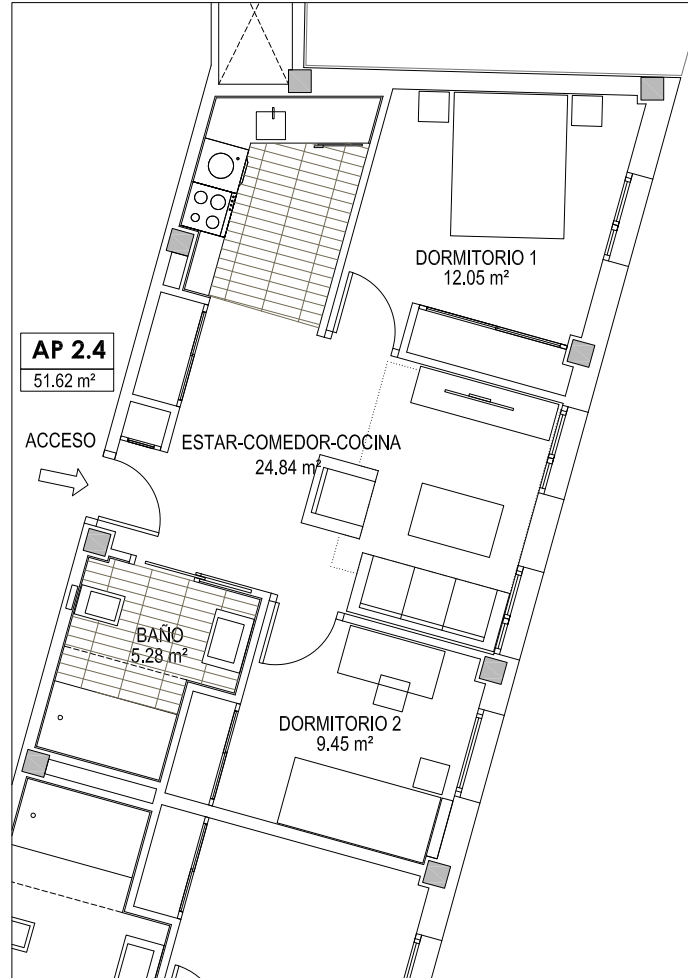 DORMITORIO 1
12.05 m²
AP 2.4
51.62 m²
ACCESO
ESTAR-COMEDOR-COCINA
24.84 m²
BAÑO
5.28 m²
DORMITORIO 2
9.45 m²